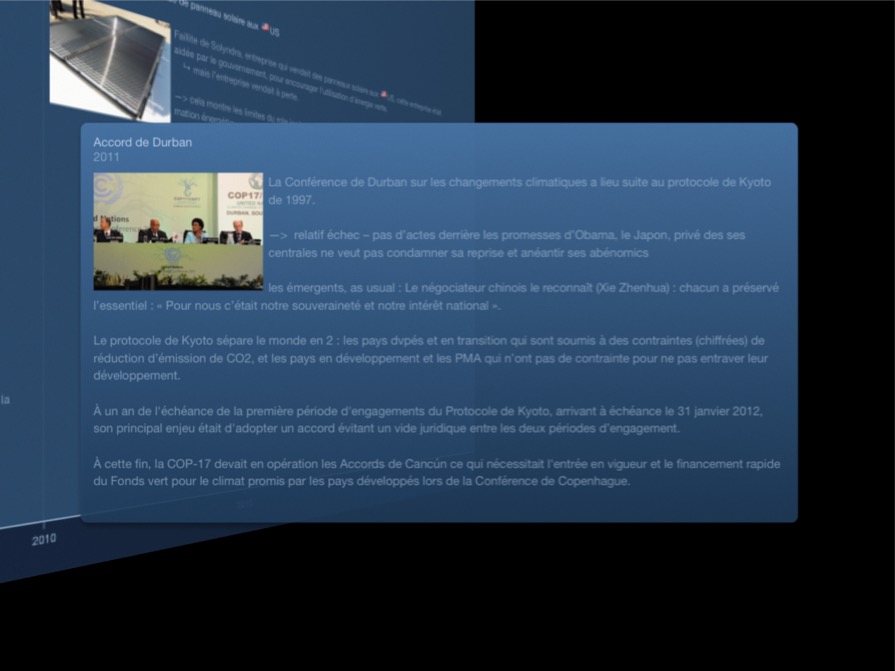 de panneau solaire aux 🇺🇸US
Faillite de Solyndra, entreprise qui vendait des panneaux solaire aux 🇺🇸US, cette entreprise était
aidée par le gouvernement, pour encourager l'utilisation d'énergie verte.
↳ mais l'entreprise vendait à perte.
—> cela montre les limites du
mation
Accord de Durban
2011
COP17/
UNITED NA
DURBAN, SOU
d Nations
La Conférence de Durban sur les changements climatiques a lieu suite au protocole de Kyoto
de 1997.
—> relatif échec – pas d'actes derrière les promesses d'Obama, le Japon, privé des ses
centrales ne veut pas condamner sa reprise et anéantir ses abénomics
les émergents, as usual : Le négociateur chinois le reconnaît (Xie Zhenhua) : chacun a préservé
l'essentiel : « Pour nous c'était notre souveraineté et notre intérêt national ».
Le protocole de Kyoto sépare le monde en 2 : les pays dvpés et en transition qui sont soumis à des contraintes (chiffrées) de
réduction d'émission de CO2, et les pays en développement et les PMA qui n'ont pas de contrainte pour ne pas entraver leur
développement.
À un an de l'échéance de la première période d'engagements du Protocole de Kyoto, arrivant à échéance le 31 janvier 2012,
son principal enjeu était d'adopter un accord évitant un vide juridique entre les deux périodes d'engagement.
À cette fin, la COP-17 devait en opération les Accords de Cancún ce qui nécessitait l'entrée en vigueur et le financement rapide
du Fonds vert pour le climat promis par les pays développés lors de la Conférence de Copenhague.
ia
2010